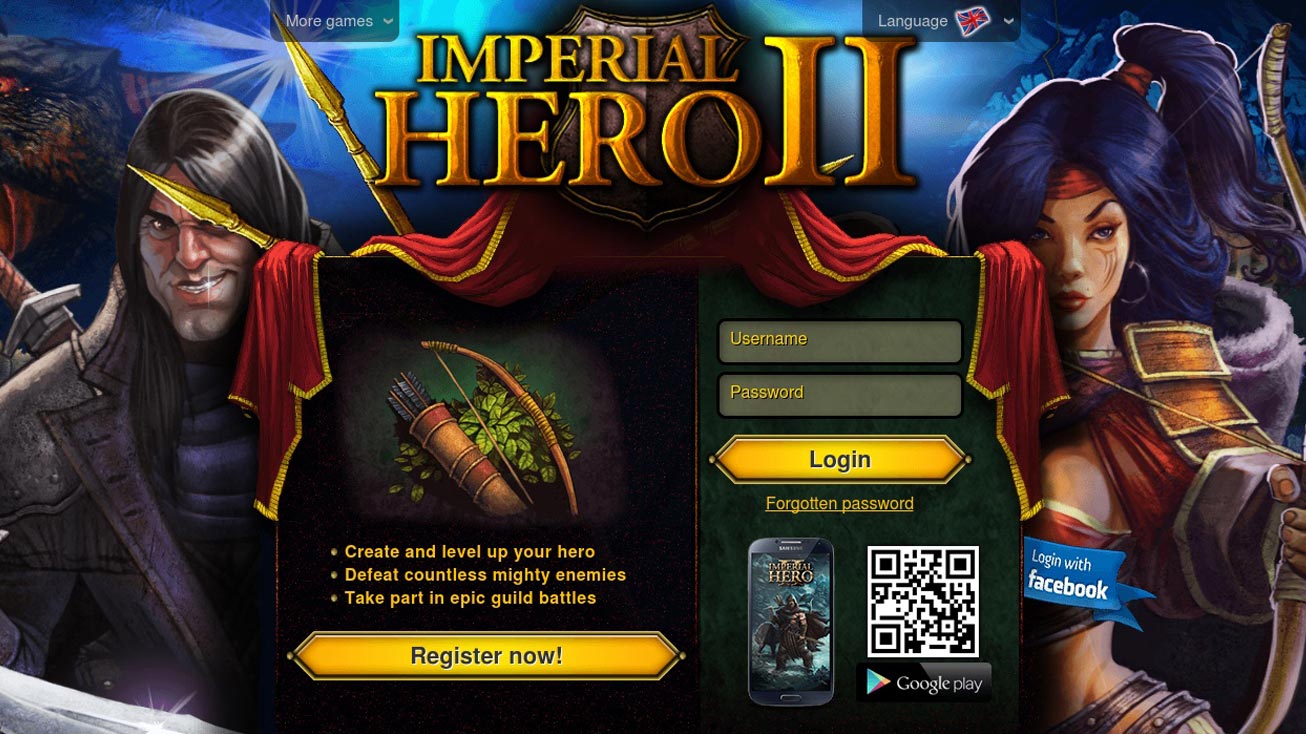 More games
Language
IMPERIAL
HERO II
Username
Password
Login
Forgotten password
Create and level up your hero
Defeat countless mighty enemies
Take part in epic guild battles
Register now!
SAMSUNG
IMPERIAL
HERO
Google play
Login with
facebook